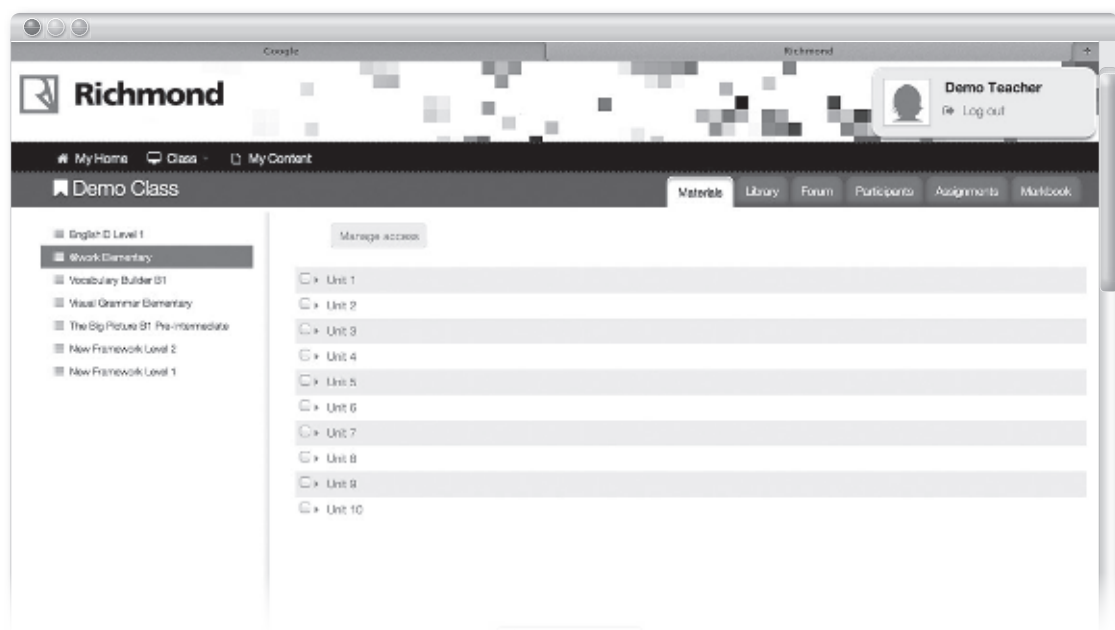 Google
Richmond
+
Richmond
Demo Teacher
Log out
My Home
Class
My Content
Demo Class
Materials
Library
Forum
Participants
Assignments
Markbook
English ID Level 1
@work Elementary
Vocabulary Builder B1
Visual Grammar Elementary
The Big Picture B1 Pre-Intermediate
New Framework Level 2
New Framework Level 1
Manage access
Unit 1
Unit 2
Unit 3
Unit 4
Unit 5
Unit 6
Unit 7
Unit 8
Unit 9
Unit 10